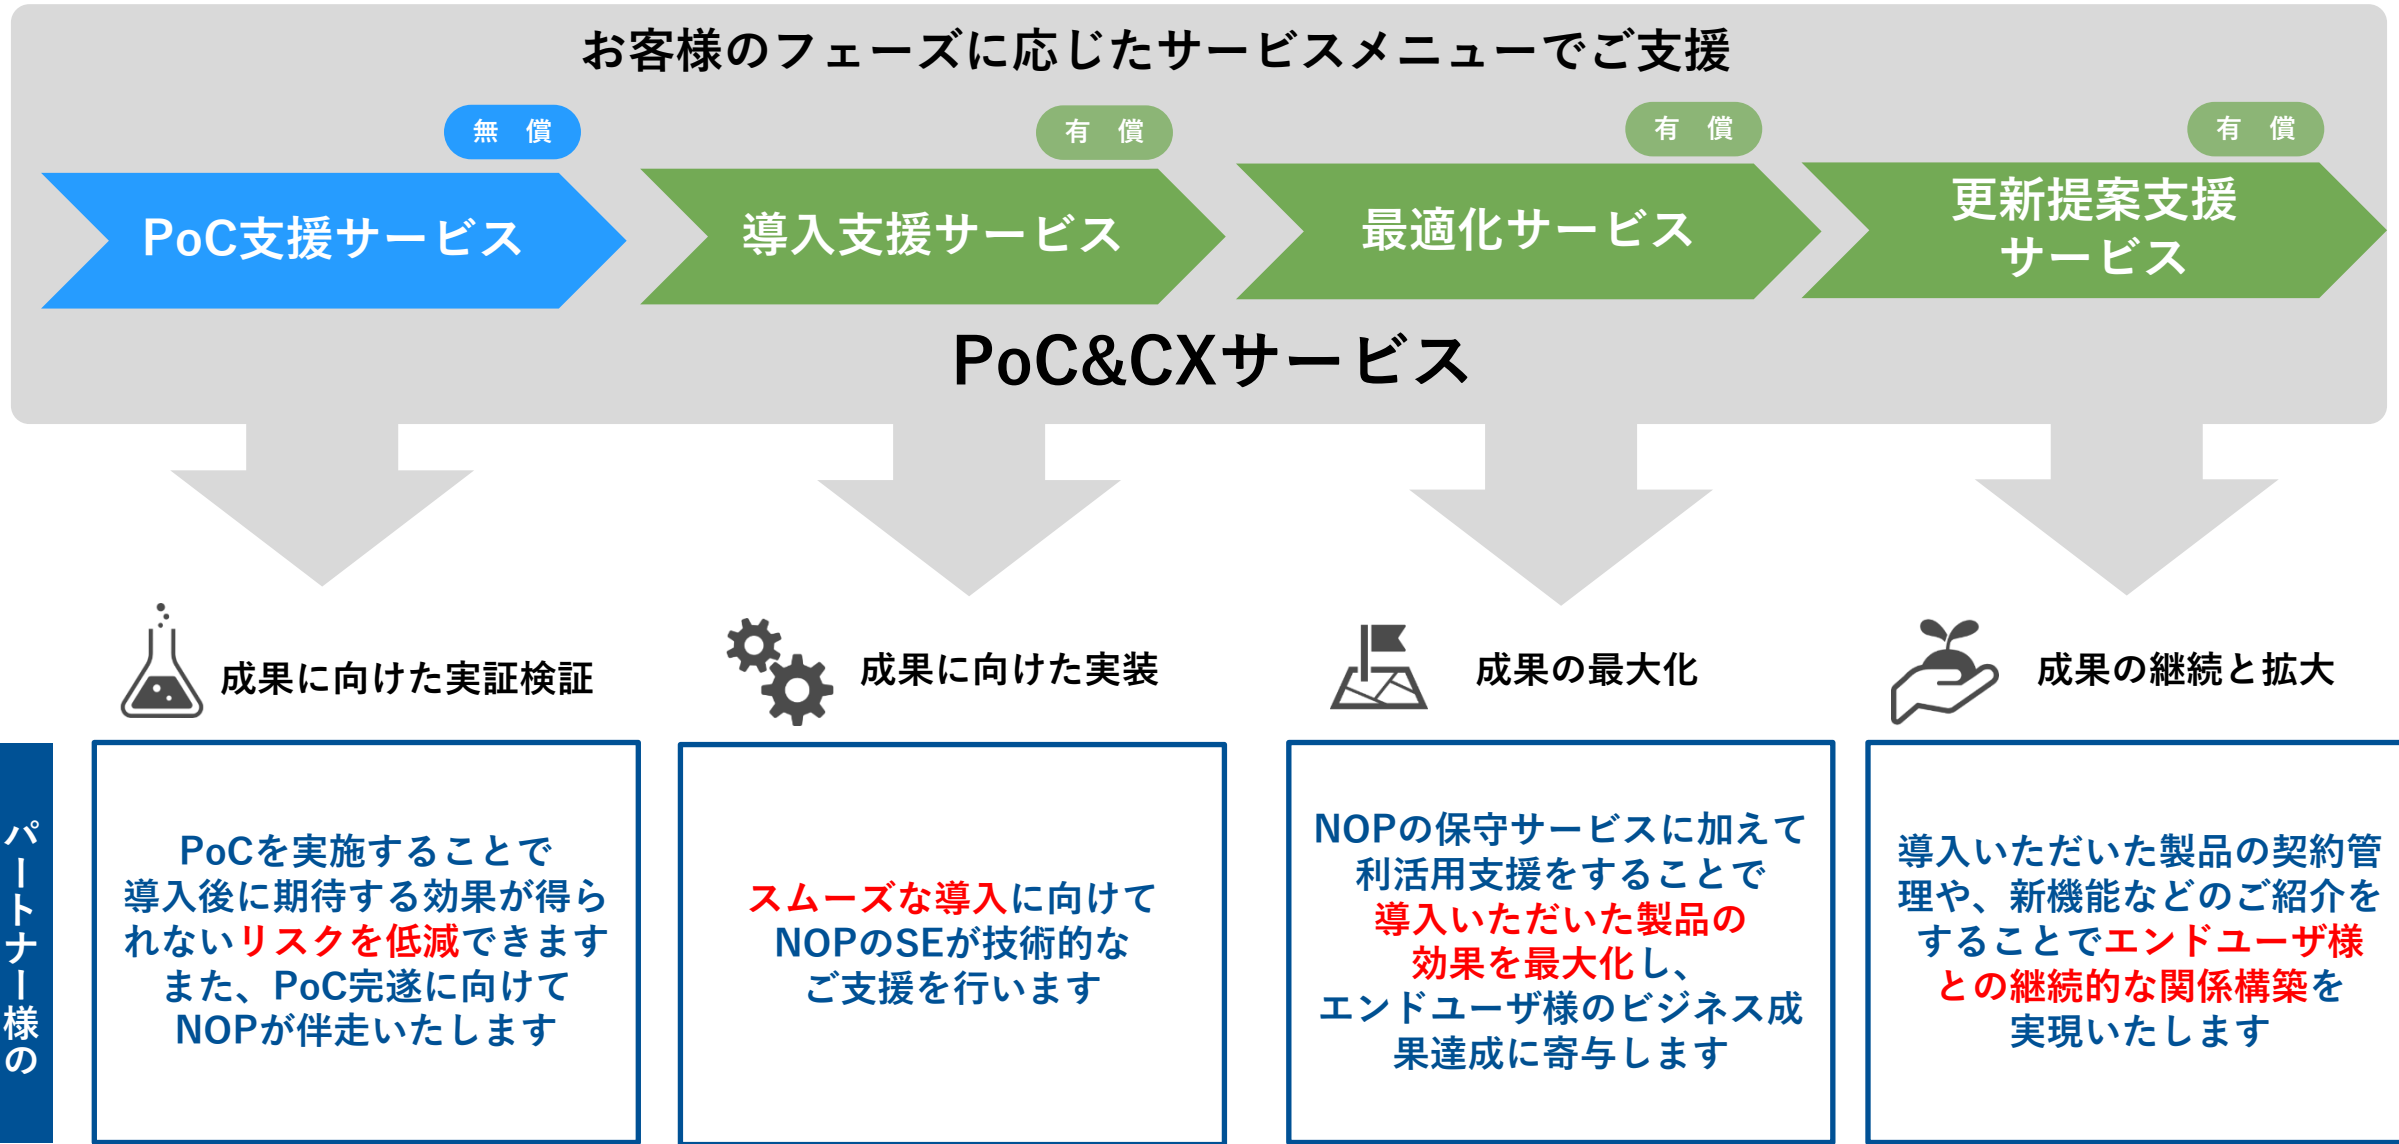 お客様のフェーズに応じたサービスメニューでご支援
無 償
有 償
有 償
有 償
PoC支援サービス
導入支援サービス
最適化サービス
更新提案支援
サービス
PoC&CXサービス
成果に向けた実証検証
成果に向けた実装
成果の最大化
成果の継続と拡大
パートナー様の
PoCを実施することで
導入後に期待する効果が得ら
れないリスクを低減できます
また、PoC完遂に向けて
NOPが伴走いたします
スムーズな導入に向けて
NOPのSEが技術的な
ご支援を行います
NOPの保守サービスに加えて
利活用支援をすることで
導入いただいた製品の
効果を最大化し、
エンドユーザ様のビジネス成
果達成に寄与します
導入いただいた製品の契約管
理や、新機能などのご紹介を
することでエンドユーザ様
との継続的な関係構築を
実現いたします